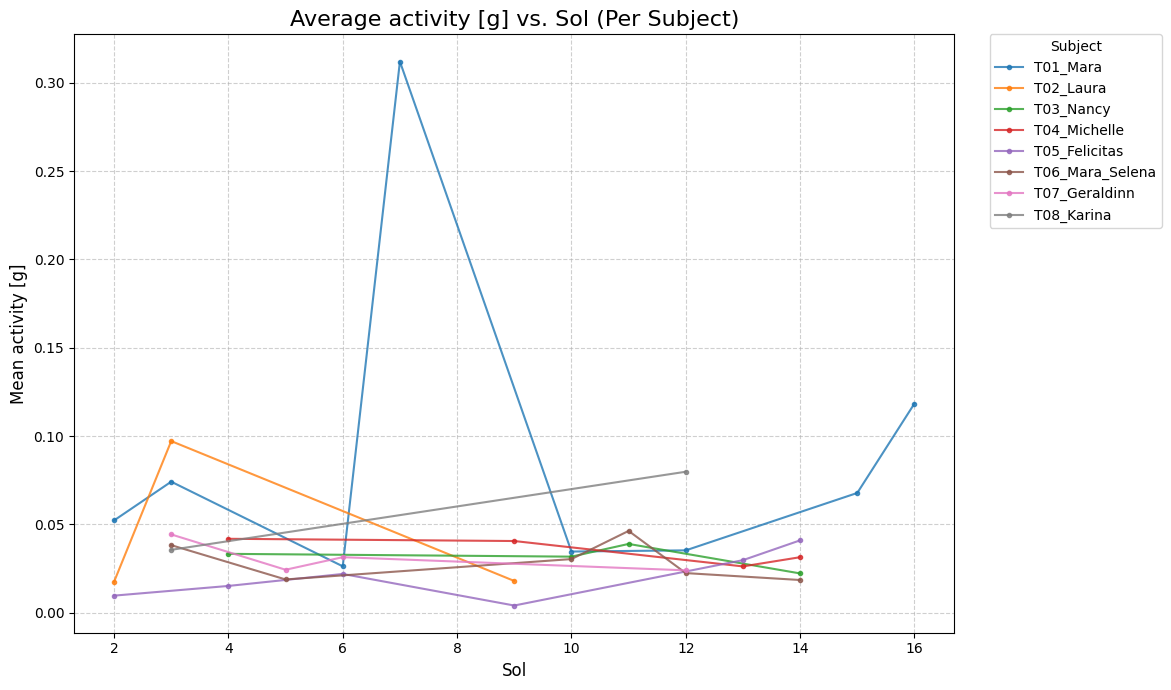 Average activity [g] vs. Sol (Per Subject)
Subject
T01_Mara
T02_Laura
T03_Nancy
T04_Michelle
T05_Felicitas
T06_Mara_Selena
T07_Geraldinn
T08_Karina
Mean activity [g]
0.30
0.25
0.20
0.15
0.10
0.05
0.00
2 4 6 8 10 12 14 16
Sol